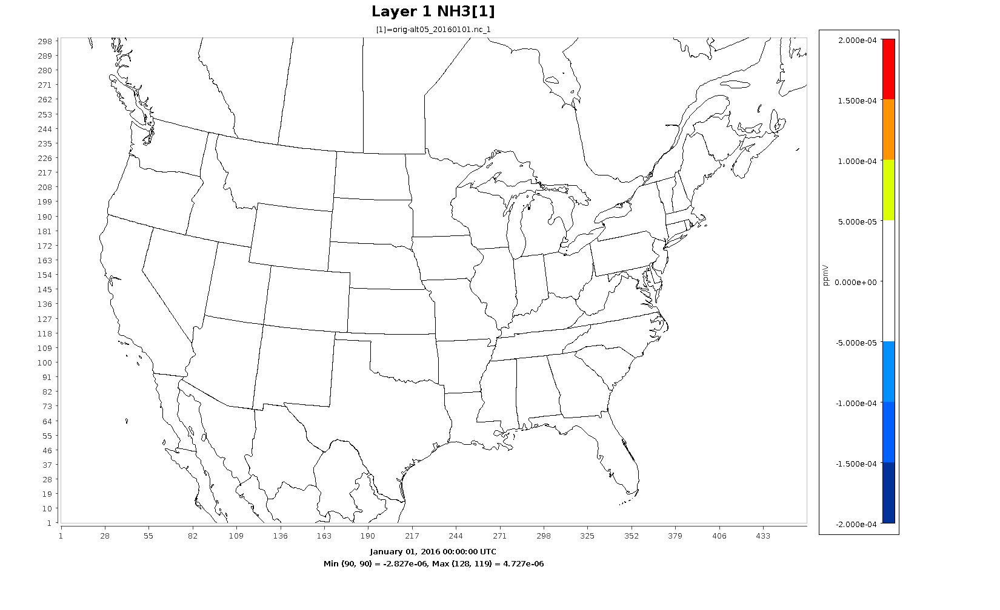 Layer 1 NH3[1]
[1]=orig-alt05_20160101.nc_1
298
289
280
271
262
253
244
235
226
217
208
199
190
181
172
163
154
145
136
127
118
109
100
91
82
73
64
55
46
37
28
19
10
1
1 28 55 82 109 136 163 190 217 244 271 298 325 352 379 406 433
January 01, 2016 00:00:00 UTC
Min (90, 90) = -2.827e-06, Max (128, 119) = 4.727e-06
ppmV
2.000e-04
1.500e-04
1.000e-04
5.000e-05
0.000e+00
-5.000e-05
-1.000e-04
-1.500e-04
-2.000e-04